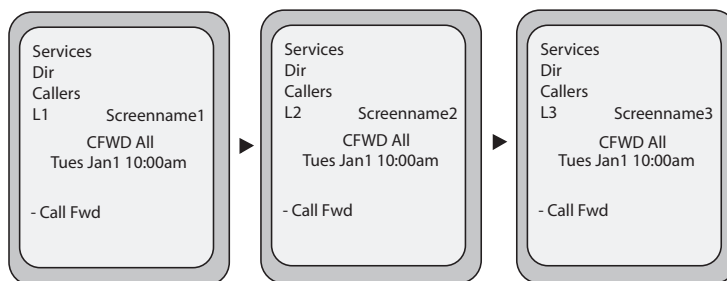 Services
Dir
Callers
L1 Screenname1
CFWD All
Tues Jan1 10:00am
- Call Fwd
Services
Dir
Callers
L2 Screenname2
CFWD All
Tues Jan1 10:00am
- Call Fwd
Services
Dir
Callers
L3 Screenname3
CFWD All
Tues Jan1 10:00am
- Call Fwd